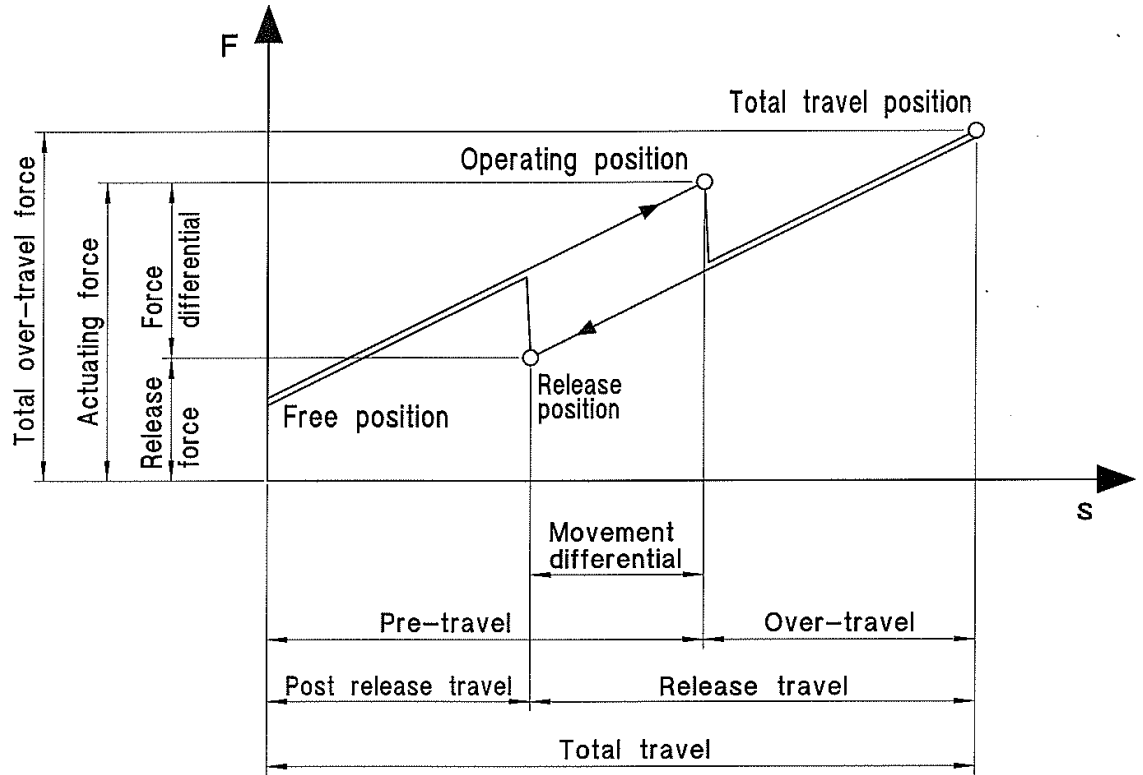 F
Total travel position
Operating position
Total over-travel force
Actuating force
Force
differential
Release
force
Release
position
Free position
s
Movement
differential
Pre-travel
Over-travel
Post release travel
Release travel
Total travel